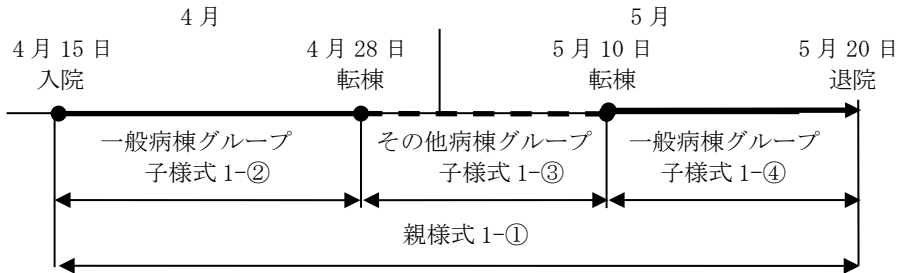 4月 5月
4月15日 4月28日 5月10日 5月20日
入院 転棟 転棟 退院
一般病棟グループ その他病棟グループ 一般病棟グループ
子様式1-② 子様式1-③ 子様式1-④
親様式1-①